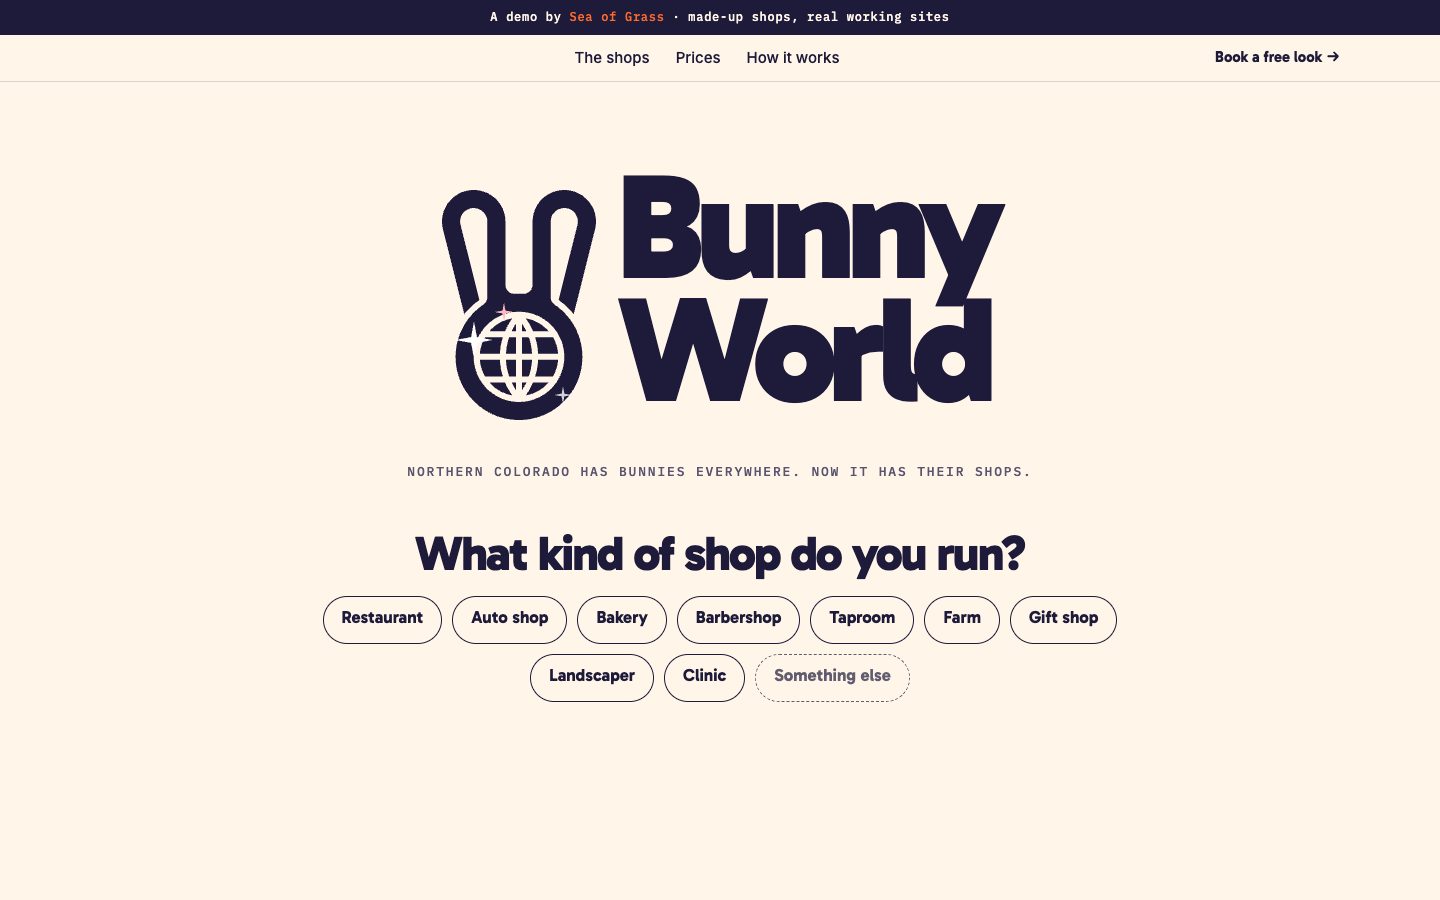 A demo by Sea of Grass · made-up shops, real working sites
The shops Prices How it works Book a free look →
Bunny
World
NORTHERN COLORADO HAS BUNNIES EVERYWHERE. NOW IT HAS THEIR SHOPS.
What kind of shop do you run?
Restaurant Auto shop Bakery Barbershop Taproom Farm Gift shop
Landscaper Clinic Something else